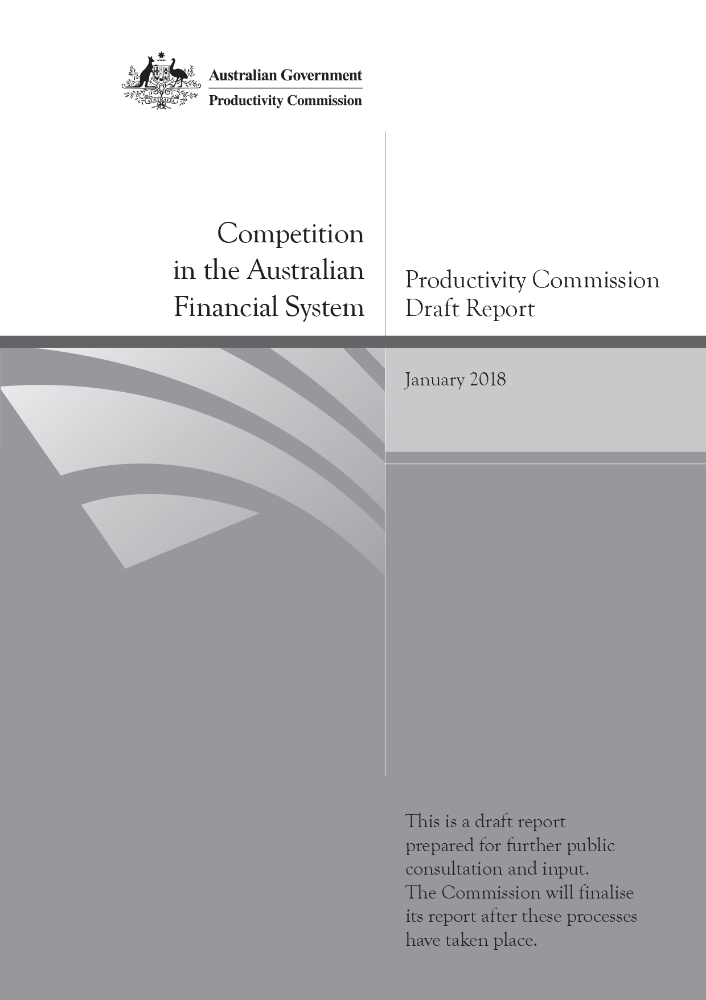 Australian Government
Productivity Commission
AUSTRALIA
Competition
in the Australian
Financial System
Productivity Commission
Draft Report
January 2018
This is a draft report
prepared for further public
consultation and input.
The Commission will finalise
its report after these processes
have taken place.